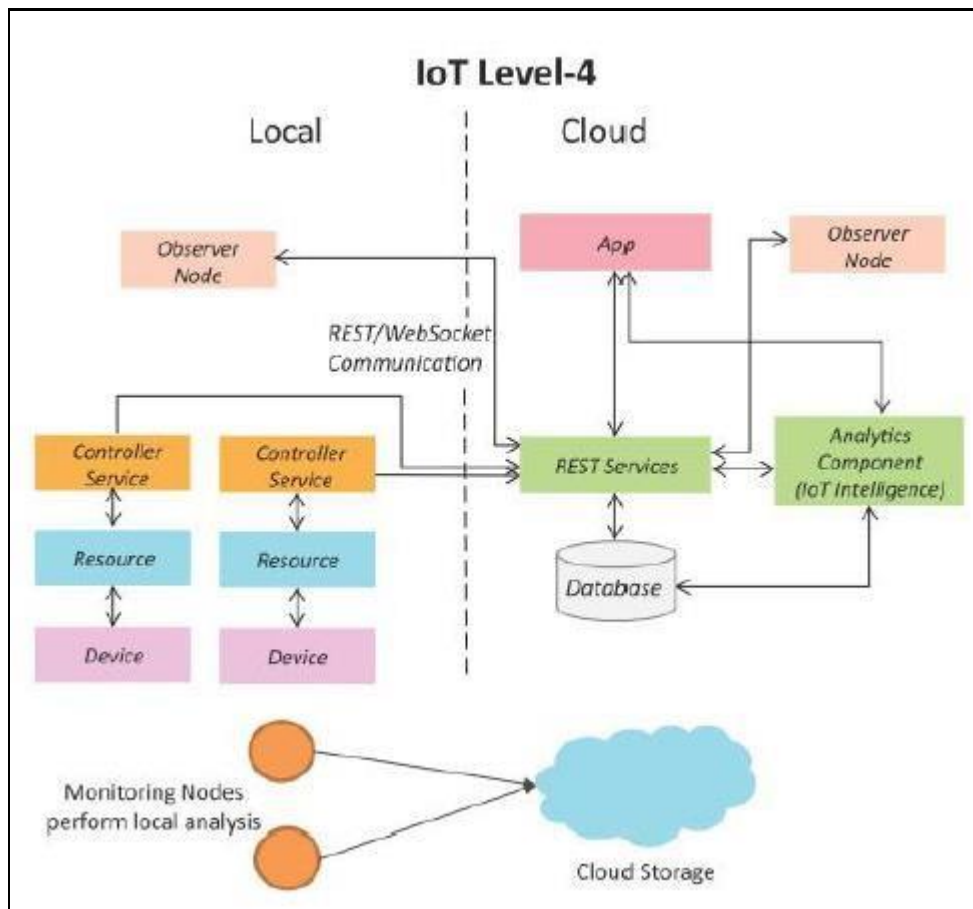 IoT Level-4
Local
Cloud
Observer
Node
App
Observer
Node
REST/WebSocket
Communication
Controller
Service
Controller
Service
REST Services
Analytics
Component
(IoT Intelligence)
Resource
Resource
Database
Device
Device
Monitoring Nodes
perform local analysis
Cloud Storage